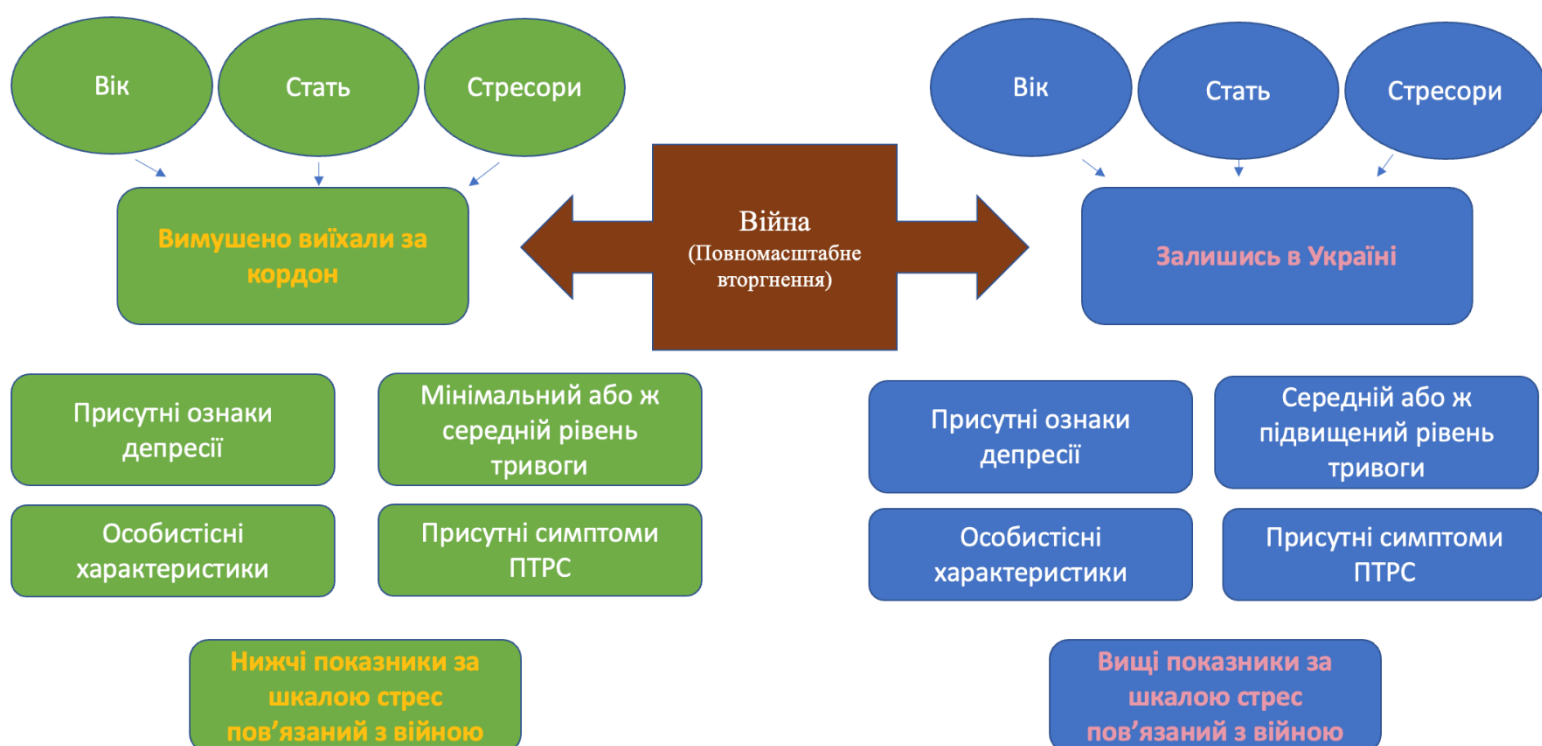 Вік
Стать
Стресори
Вимушено виїхали за
кордон
Війна
(Повномасштабне
вторгнення)
Вік
Стать
Стресори
Залишись в Україні
Присутні ознаки
депресії
Мінімальний або ж
середній рівень
тривоги
Особистісні
характеристики
Присутні симптоми
ПТРС
Нижчі показники за
шкалою стрес
пов’язаний з війною
Присутні ознаки
депресії
Середній або ж
підвищений рівень
тривоги
Особистісні
характеристики
Присутні симптоми
ПТРС
Вищі показники за
шкалою стрес
пов’язаний з війною